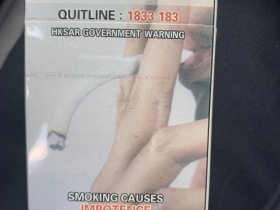 QUITLINE : 1833 183
HKSAR GOVERNMENT WARNING
SMOKING CAUSES
IMPOTENCE